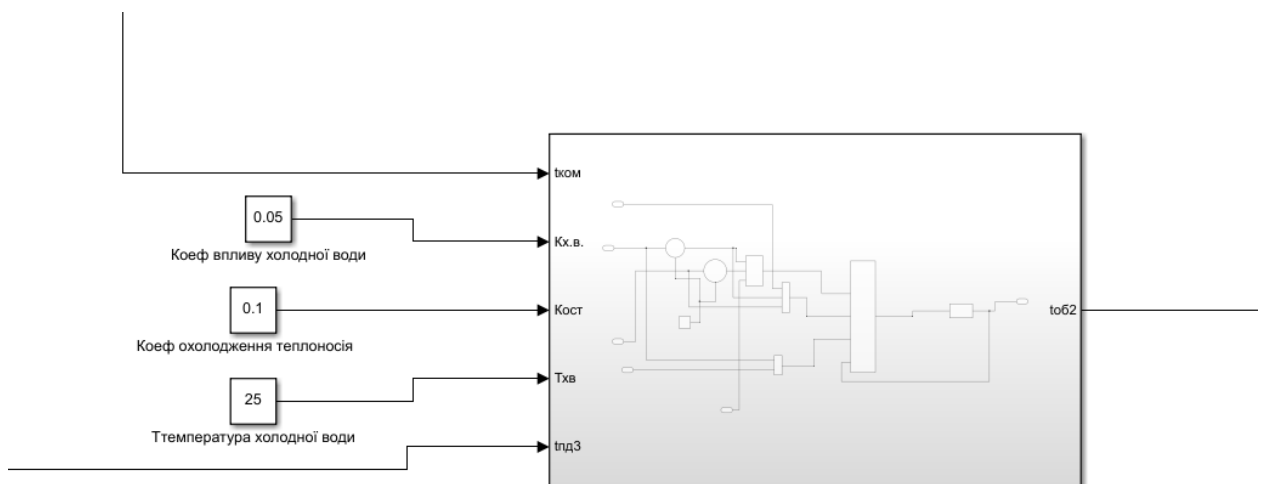 tком
0.05
Кх.в.
Коеф впливу холодної води
0.1
Кост
tоб2
Коеф охолодження теплоносія
25
Тхв
Ттемпература холодної води
tпд3